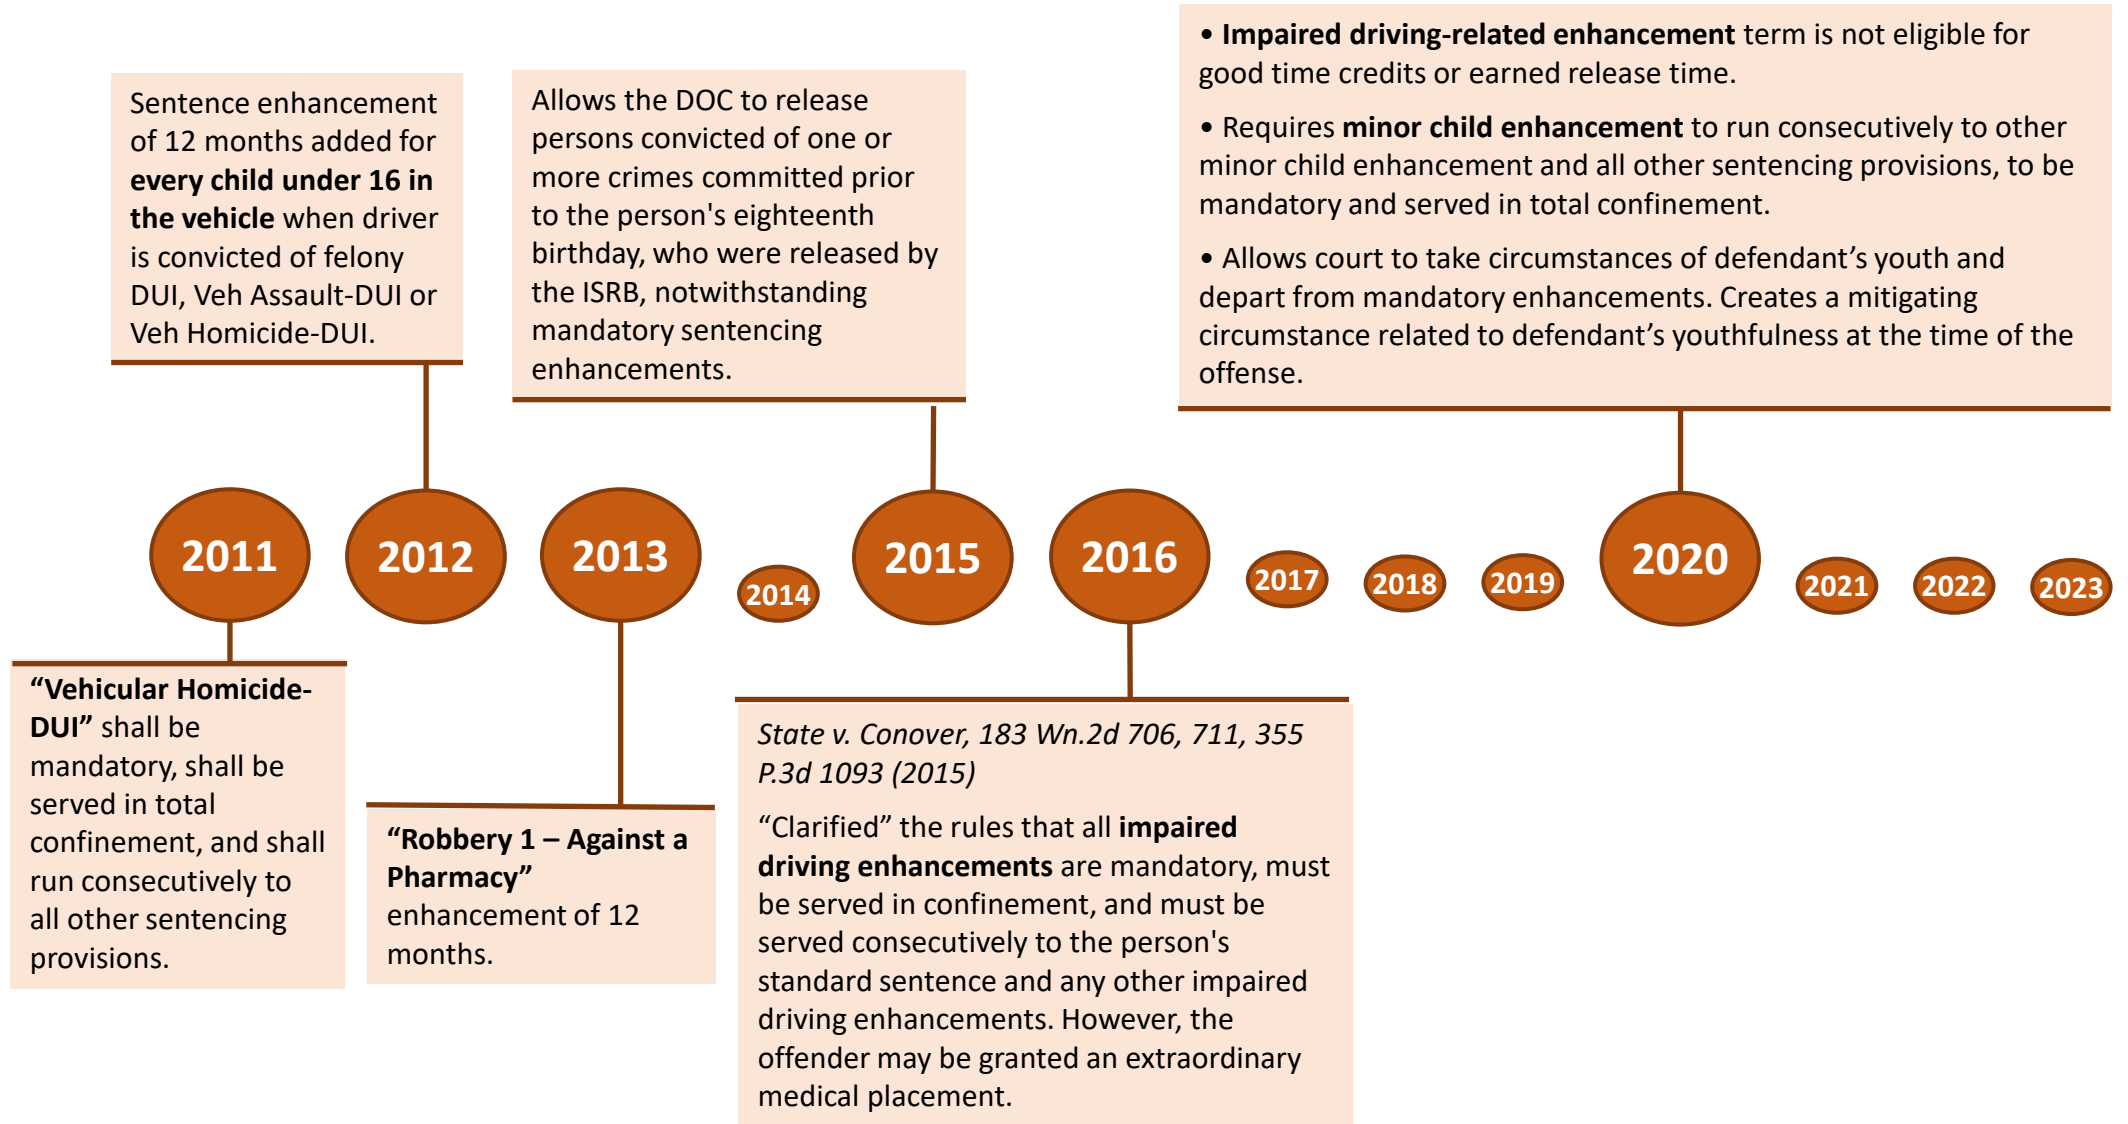 Sentence enhancement
of 12 months added for
every child under 16 in
the vehicle when driver
is convicted of felony
DUI, Veh Assault-DUI or
Veh Homicide-DUI.
Allows the DOC to release
persons convicted of one or
more crimes committed prior
to the person's eighteenth
birthday, who were released by
the ISRB, notwithstanding
mandatory sentencing
enhancements.
• Impaired driving-related enhancement term is not eligible for
good time credits or earned release time.
• Requires minor child enhancement to run consecutively to other
minor child enhancement and all other sentencing provisions, to be
mandatory and served in total confinement.
• Allows court to take circumstances of defendant’s youth and
depart from mandatory enhancements. Creates a mitigating
circumstance related to defendant’s youthfulness at the time of the
offense.
2011
2012
2013
2014
2015
2016
2017
2018
2019
2020
2021
2022
2023
“Vehicular Homicide-
DUI” shall be
mandatory, shall be
served in total
confinement, and shall
run consecutively to
all other sentencing
provisions.
“Robbery 1 – Against a
Pharmacy”
enhancement of 12
months.
State v. Conover, 183 Wn.2d 706, 711, 355
P.3d 1093 (2015)
“Clarified” the rules that all impaired
driving enhancements are mandatory, must
be served in confinement, and must be
served consecutively to the person's
standard sentence and any other impaired
driving enhancements. However, the
offender may be granted an extraordinary
medical placement.